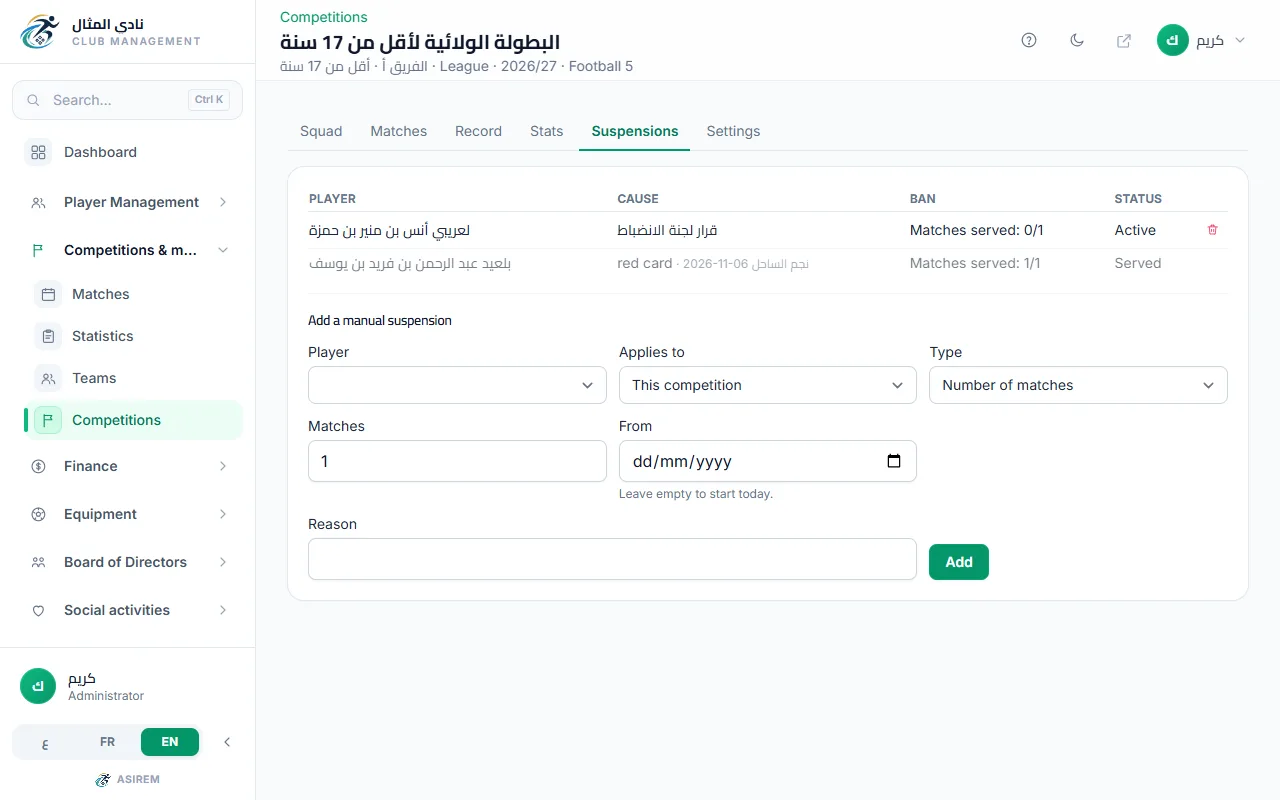 نادي المثال
CLUB MANAGEMENT
Search...
Ctrl K
Dashboard
Player Management
Competitions & m...
Matches
Statistics
Teams
Competitions
Finance
Equipment
Board of Directors
Social activities
ك
كريم
Administrator
ع FR EN
ASIREM
Competitions
البطولة الولائية لأقل من 17 سنة
الفريق أ · أقل من 17 سنة · League · 2026/27 · Football 5
ك كريم
Squad Matches Record Stats Suspensions Settings
PLAYER CAUSE BAN STATUS
لعريبي أنس بن منير بن حمزة قرار لجنة الانضباط Matches served: 0/1 Active
بلعيد عبد الرحمن بن فريد بن يوسف red card · 2026-11-06 نجم الساحل Matches served: 1/1 Served
Add a manual suspension
Player Applies to Type
This competition Number of matches
Matches From
1 dd/mm/yyyy
Leave empty to start today.
Reason
Add